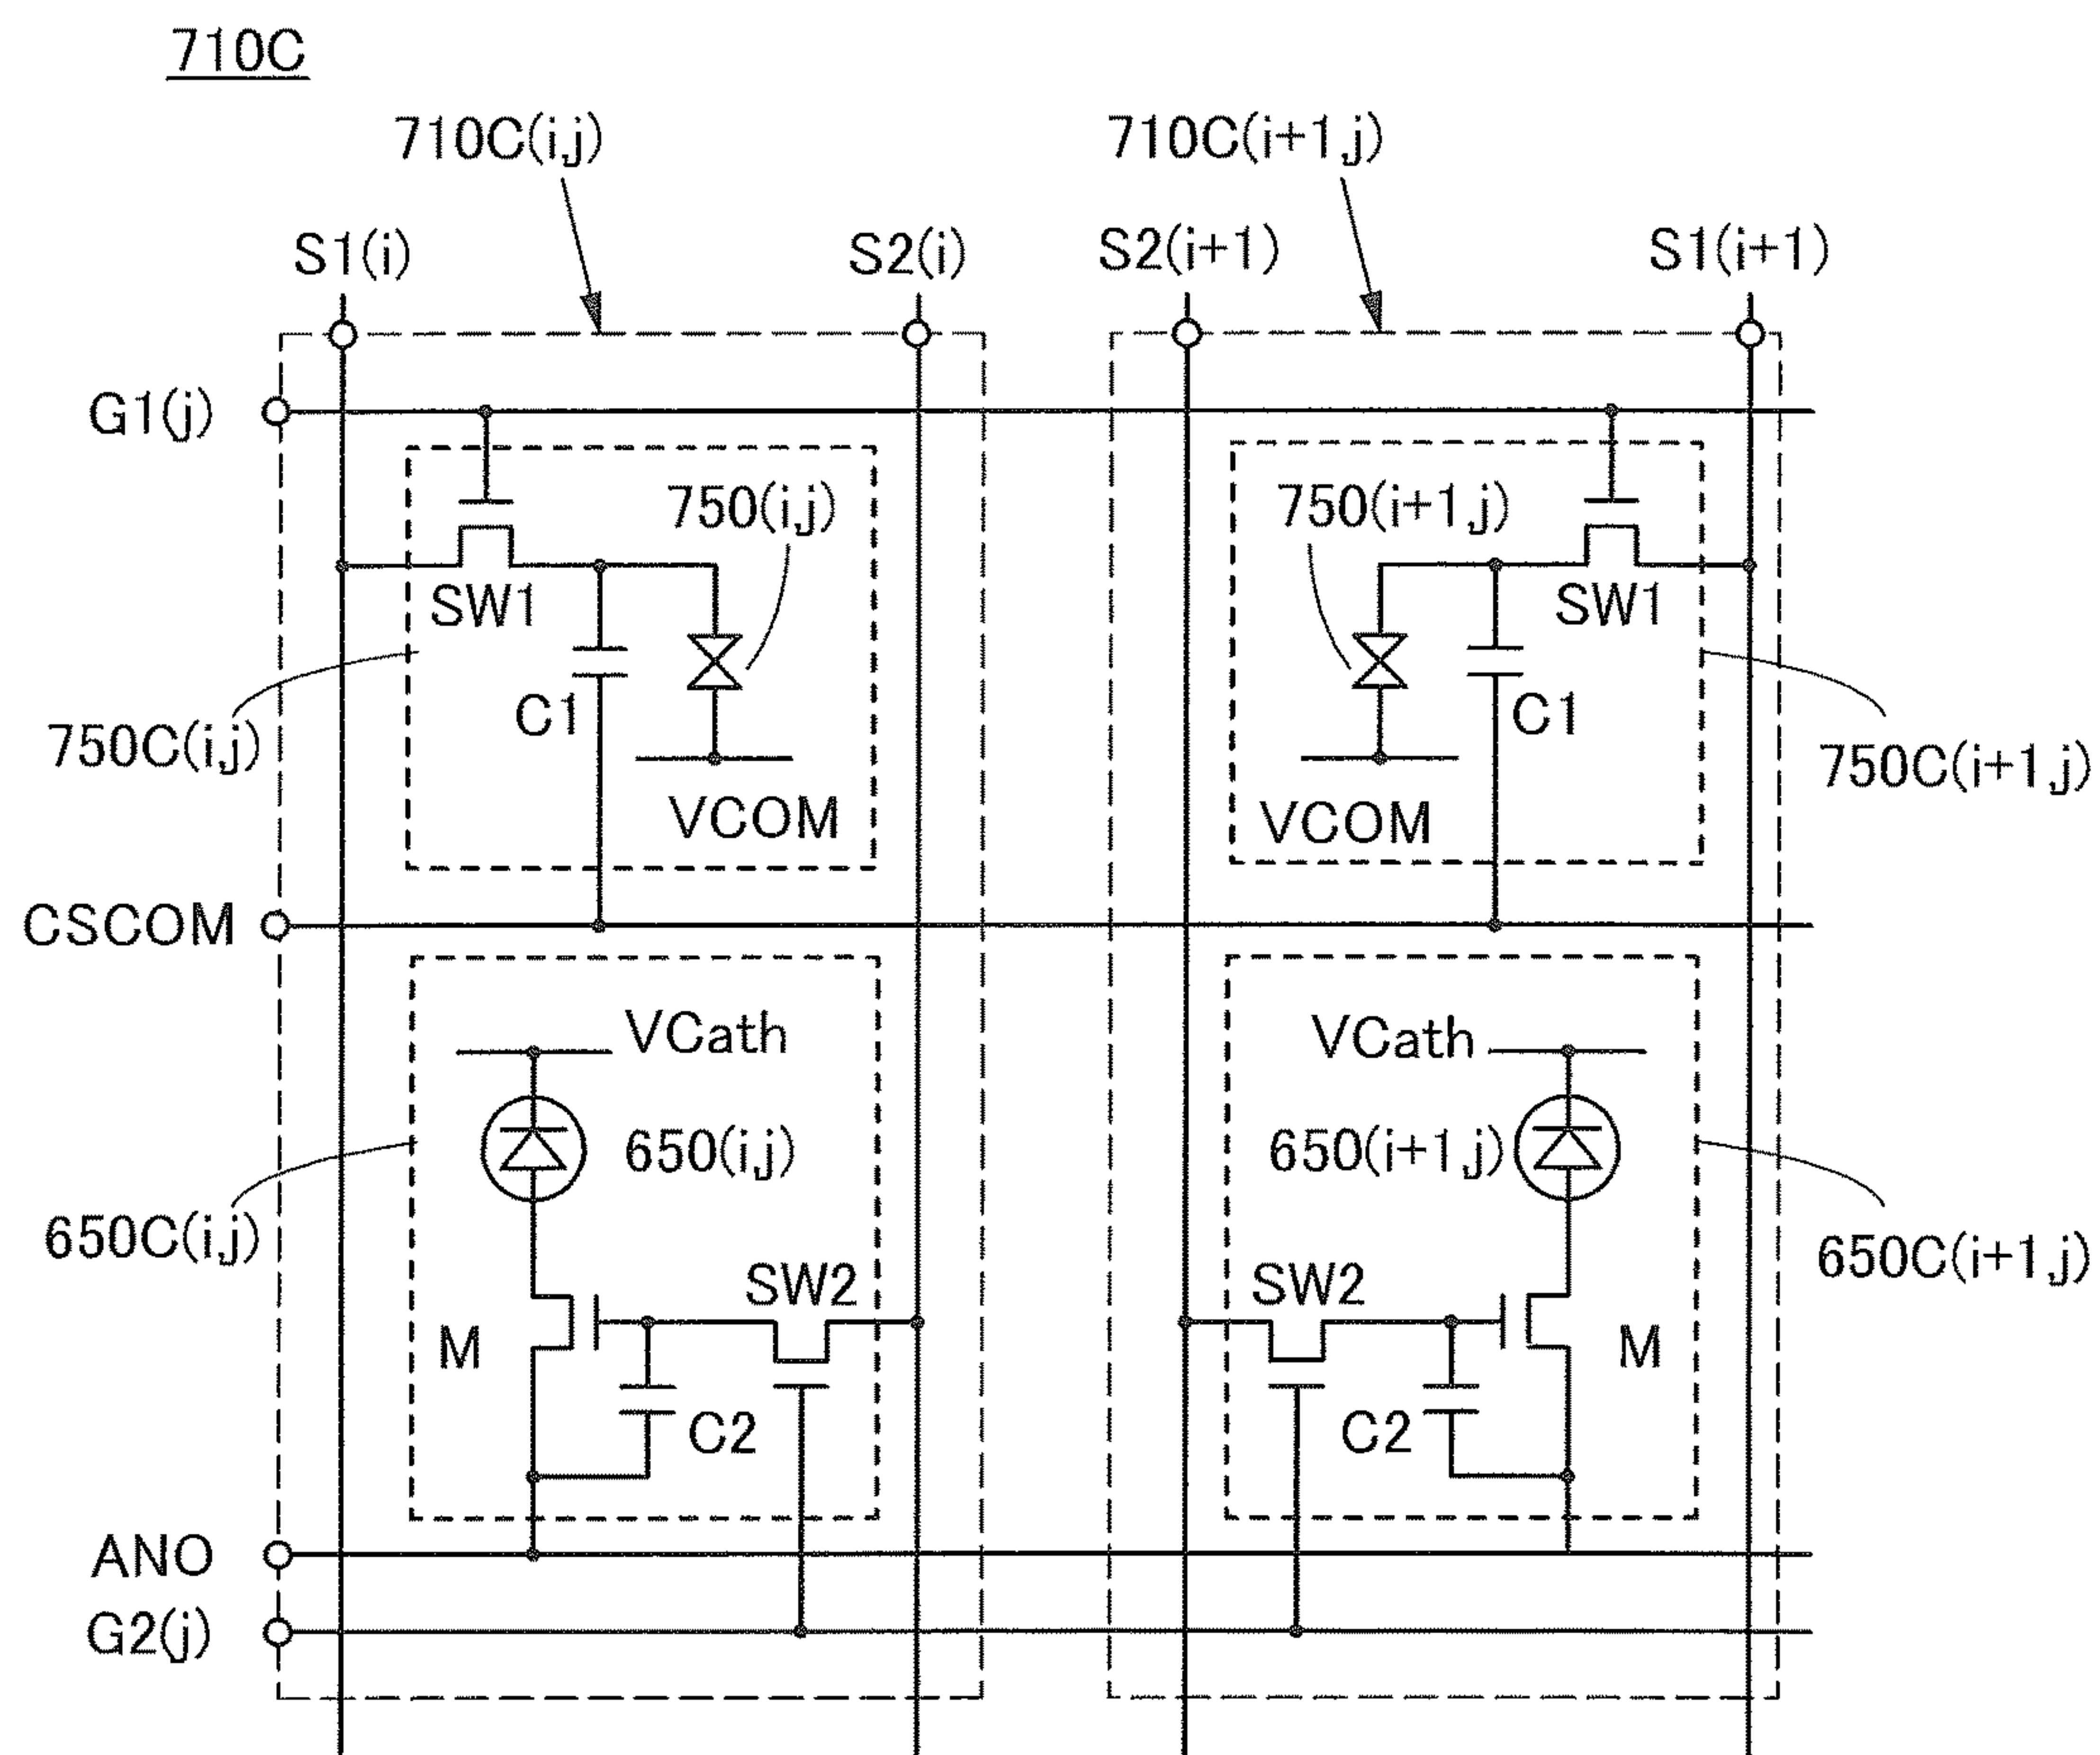 710C
710C(i,j)
710C(i+1,j)
S1(i)
S2(i)
S2(i+1)
S1(i+1)
G1(j)
750(i,j)
750(i+1,j)
SW1
SW1
C1
C1
750C(i,j)
750C(i+1,j)
VCOM
VCOM
CSCOM
VCath
VCath
650(i,j)
650(i+1,j)
650C(i,j)
650C(i+1,j)
SW2
SW2
M
M
C2
C2
ANO
G2(j)